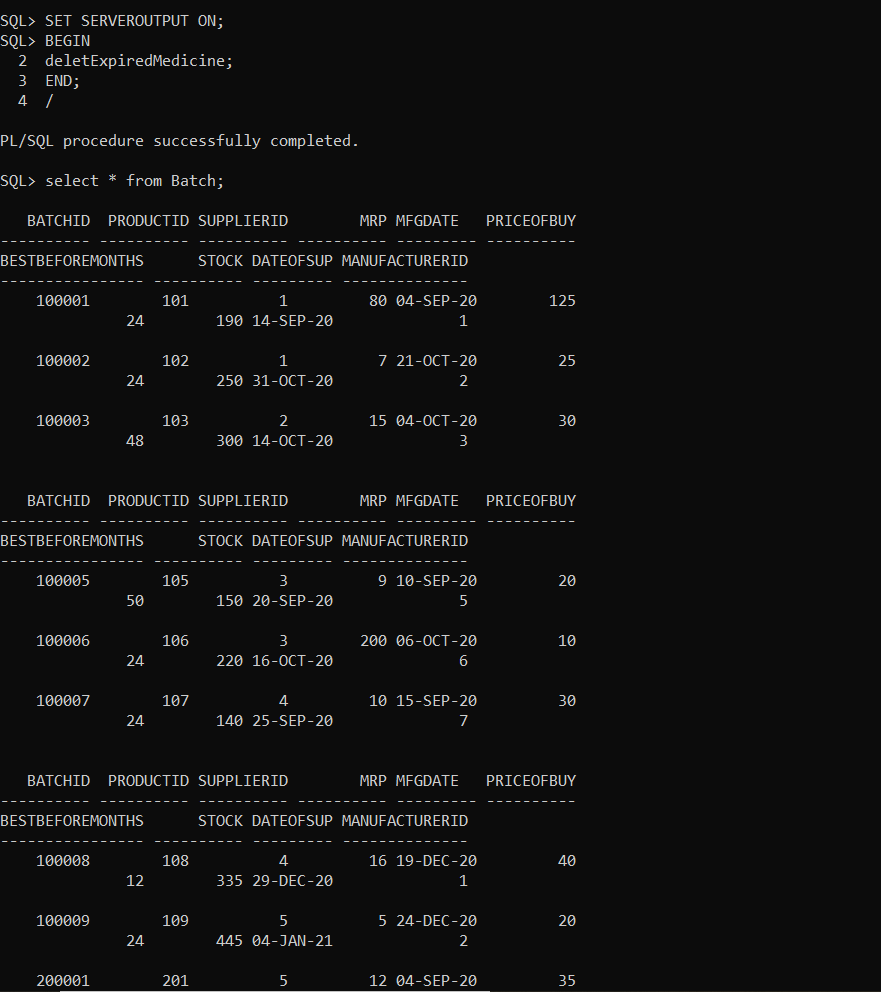 SQL> SET SERVEROUTPUT ON;
SQL> BEGIN
  2  deletExpiredMedicine;
  3  END;
  4  /
PL/SQL procedure successfully completed.
SQL> select * from Batch;
   BATCHID  PRODUCTID SUPPLIERID        MRP MFGDATE   PRICEOFBUY
---------- ---------- ---------- ---------- --------- ----------
BESTBEFOREMONTHS      STOCK DATEOFSUP MANUFACTURERID
---------------- ---------- --------- --------------
    100001        101          1         80 04-SEP-20        125
              24        190 14-SEP-20              1
    100002        102          1          7 21-OCT-20         25
              24        250 31-OCT-20              2
    100003        103          2         15 04-OCT-20         30
              48        300 14-OCT-20              3
   BATCHID  PRODUCTID SUPPLIERID        MRP MFGDATE   PRICEOFBUY
---------- ---------- ---------- ---------- --------- ----------
BESTBEFOREMONTHS      STOCK DATEOFSUP MANUFACTURERID
---------------- ---------- --------- --------------
    100005        105          3          9 10-SEP-20         20
              50        150 20-SEP-20              5
    100006        106          3        200 06-OCT-20         10
              24        220 16-OCT-20              6
    100007        107          4         10 15-SEP-20         30
              24        140 25-SEP-20              7
   BATCHID  PRODUCTID SUPPLIERID        MRP MFGDATE   PRICEOFBUY
---------- ---------- ---------- ---------- --------- ----------
BESTBEFOREMONTHS      STOCK DATEOFSUP MANUFACTURERID
---------------- ---------- --------- --------------
    100008        108          4         16 19-DEC-20         40
              12        335 29-DEC-20              1
    100009        109          5          5 24-DEC-20         20
              24        445 04-JAN-21              2
    200001        201          5         12 04-SEP-20         35